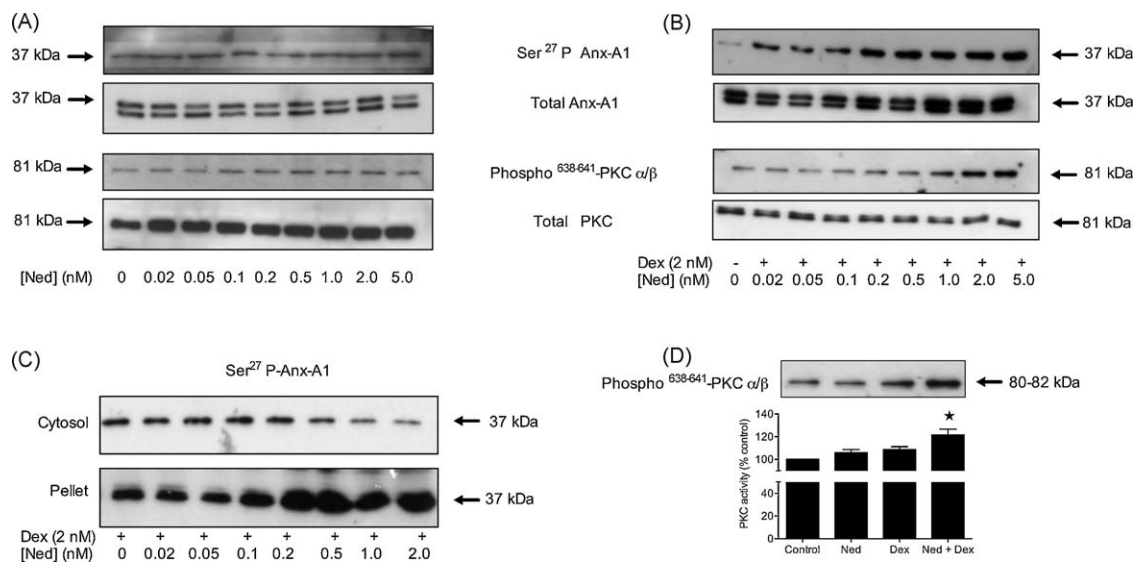 (A)
37 kDa
37 kDa
81 kDa
81 kDa
[Ned] (nM) 0 0.02 0.05 0.1 0.2 0.5 1.0 2.0 5.0
(B)
Ser27 P Anx-A1 37 kDa
Total Anx-A1 37 kDa
Phospho 638-641-PKC α/β 81 kDa
Total PKC 81 kDa
Dex (2 nM) - + + + + + + + +
[Ned] (nM) 0 0.02 0.05 0.1 0.2 0.5 1.0 2.0 5.0
(C)
Ser27 P-Anx-A1
Cytosol 37 kDa
Pellet 37 kDa
Dex (2 nM) + + + + + + + +
[Ned] (nM) 0 0.02 0.05 0.1 0.2 0.5 1.0 2.0
(D)
Phospho 638-641-PKC α/β 80-82 kDa
PKC activity (% control)
140
120
100
60
40
20
0
★
Control Ned Dex Ned + Dex